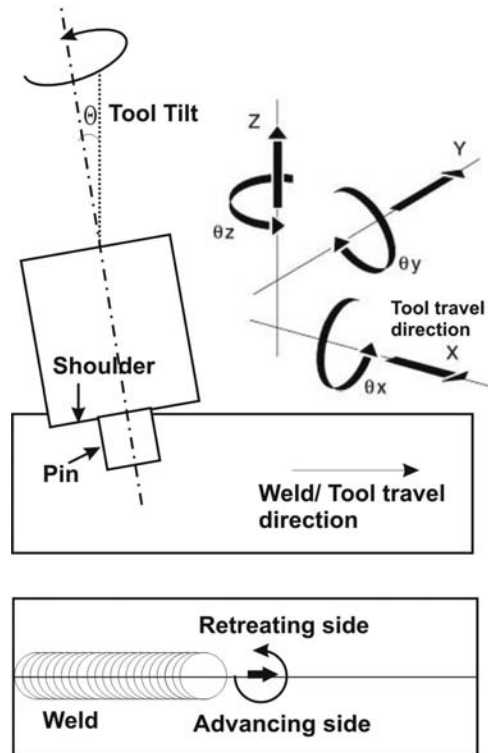 Θ
Tool Tilt
Z
θz
Y
θy
Tool travel
direction
X
θx
Shoulder
Pin
Weld/ Tool travel
direction
Retreating side
Weld
Advancing side